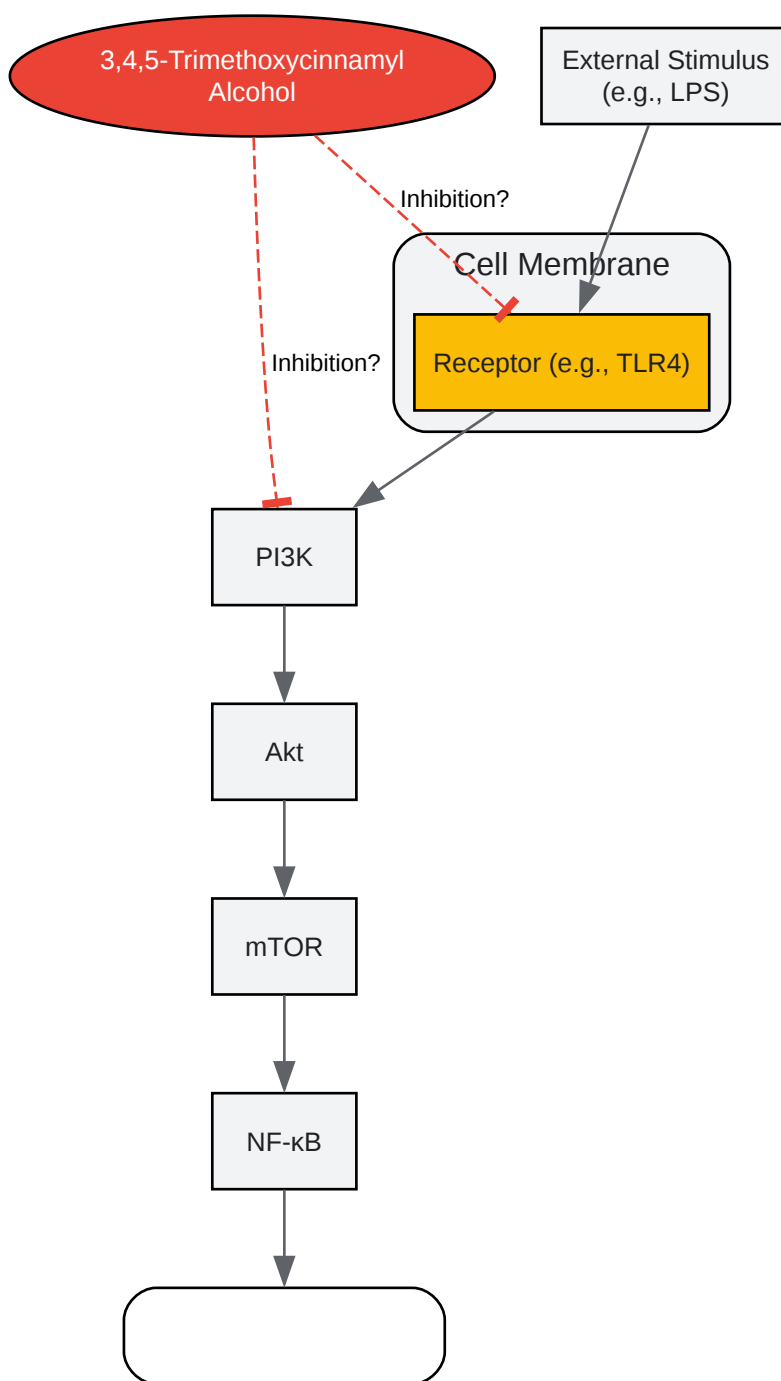 3,4,5-Trimethoxycinnamyl
Alcohol
External Stimulus
(e.g., LPS)
Inhibition?
Cell Membrane
Receptor (e.g., TLR4)
Inhibition?
PI3K
Akt
mTOR
NF-κB